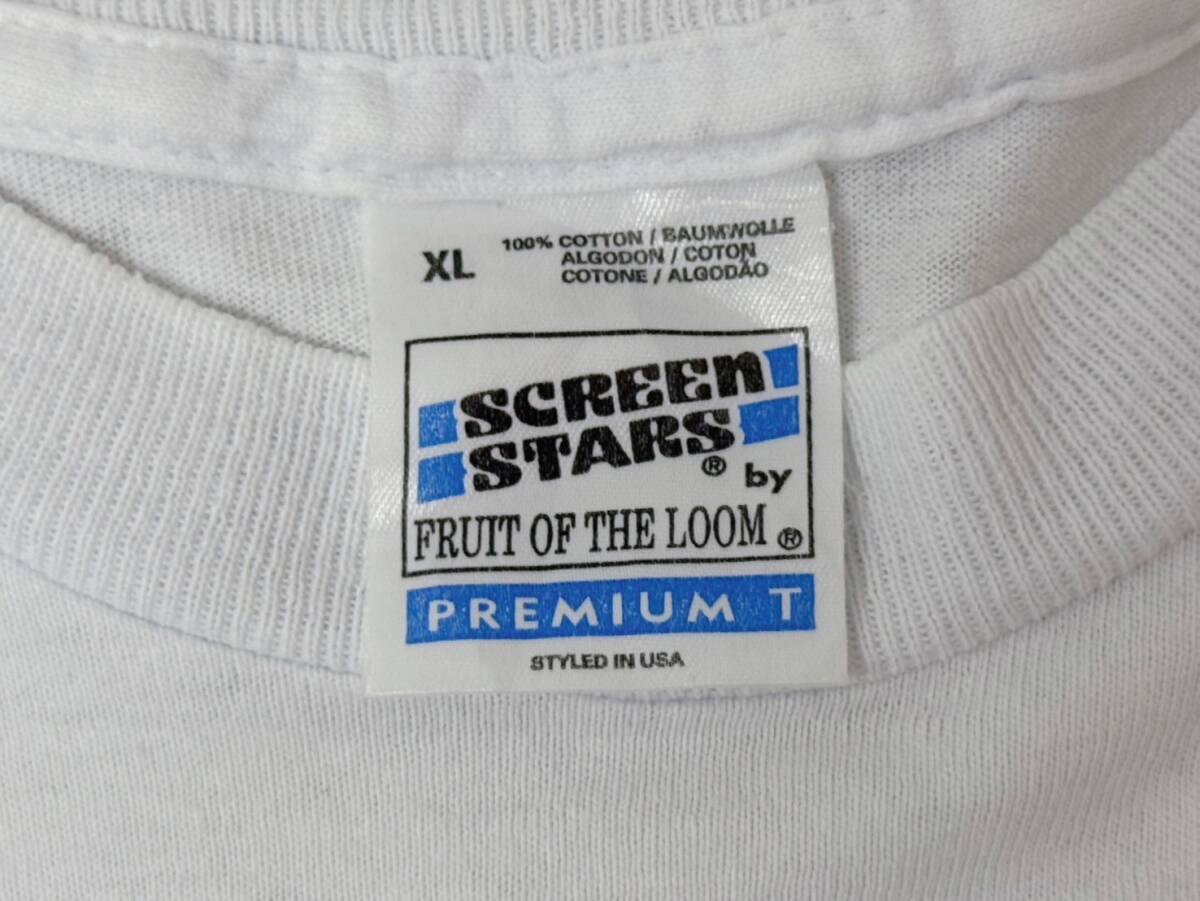 XL
100% COTTON / BAUMWOLLE
ALGODON / COTON
COTONE / ALGODÃO
SCREEN
STARS® by
FRUIT OF THE LOOM®
PREMIUM T
STYLED IN USA